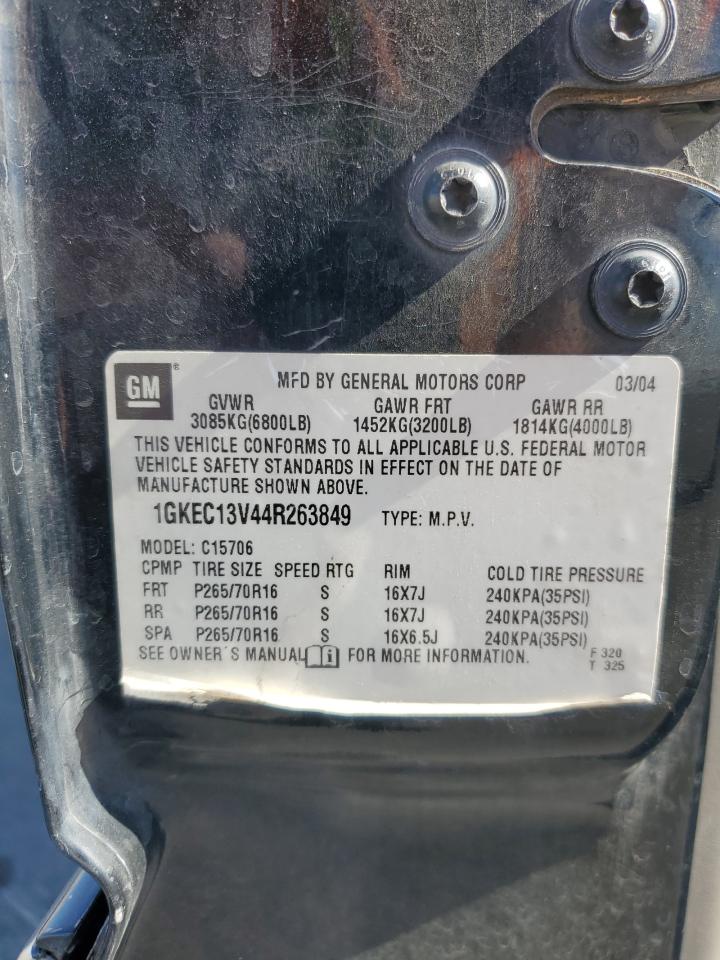 GM ® MFD BY GENERAL MOTORS CORP 03/04
GVWR GAWR FRT GAWR RR
3085KG(6800LB) 1452KG(3200LB) 1814KG(4000LB)
THIS VEHICLE CONFORMS TO ALL APPLICABLE U.S. FEDERAL MOTOR
VEHICLE SAFETY STANDARDS IN EFFECT ON THE DATE OF
MANUFACTURE SHOWN ABOVE.
1GKEC13V44R263849 TYPE: M.P.V.
MODEL: C15706
CPMP TIRE SIZE SPEED RTG RIM COLD TIRE PRESSURE
FRT P265/70R16 S 16X7J 240KPA(35PSI)
RR P265/70R16 S 16X7J 240KPA(35PSI)
SPA P265/70R16 S 16X6.5J 240KPA(35PSI)
SEE OWNER'S MANUAL i FOR MORE INFORMATION.
F 320
T 325